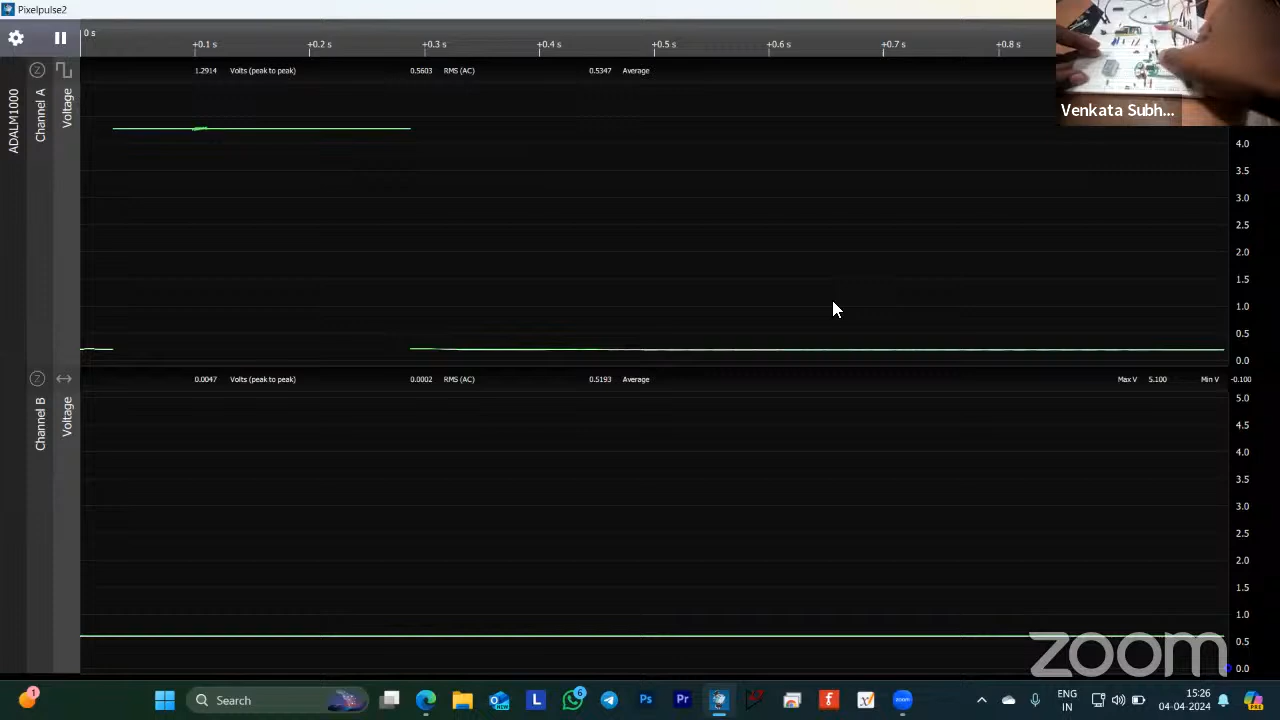 Pixelpulse2
0 s
+0.1 s +0.2 s +0.3 s +0.4 s +0.5 s +0.6 s +0.7 s +0.8 s
Venkata Subh...
ADALM1000
Channel A
Voltage
1.2914 Volts (peak to peak) 0.5603 RMS (AC) 0.5347 Average
4.0
3.5
3.0
2.5
2.0
1.5
1.0
0.5
0.0
Channel B
Voltage
0.0047 Volts (peak to peak) 0.0002 RMS (AC) 0.5193 Average Max V 5.100 Min V -0.100
5.0
4.5
4.0
3.5
3.0
2.5
2.0
1.5
1.0
0.5
0.0
zoom
1 Search L 6 Ps Pr zoom ENG 15:26
IN 04-04-2024